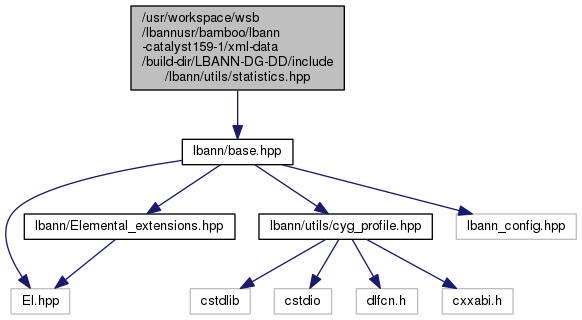 /usr/workspace/wsb
/lbannusr/bamboo/lbann
-catalyst159-1/xml-data
/build-dir/LBANN-DG-DD/include
/lbann/utils/statistics.hpp
lbann/base.hpp
lbann/Elemental_extensions.hpp
lbann/utils/cyg_profile.hpp
lbann_config.hpp
El.hpp
cstdlib
cstdio
dlfcn.h
cxxabi.h